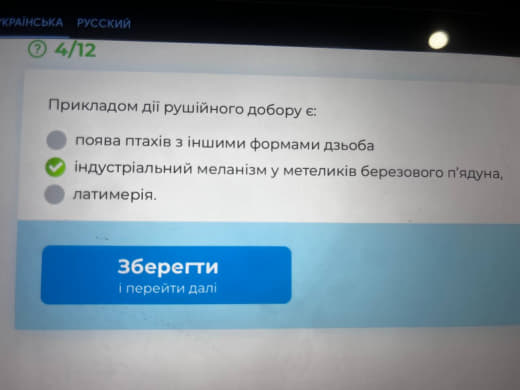 УКРАЇНСЬКА РУССКИЙ
? 4/12
Прикладом дії рушійного добору є:
поява птахів з іншими формами дзьоба
індустріальний меланізм у метеликів березового п'ядуна,
латимерія.
Зберегти
і перейти далі